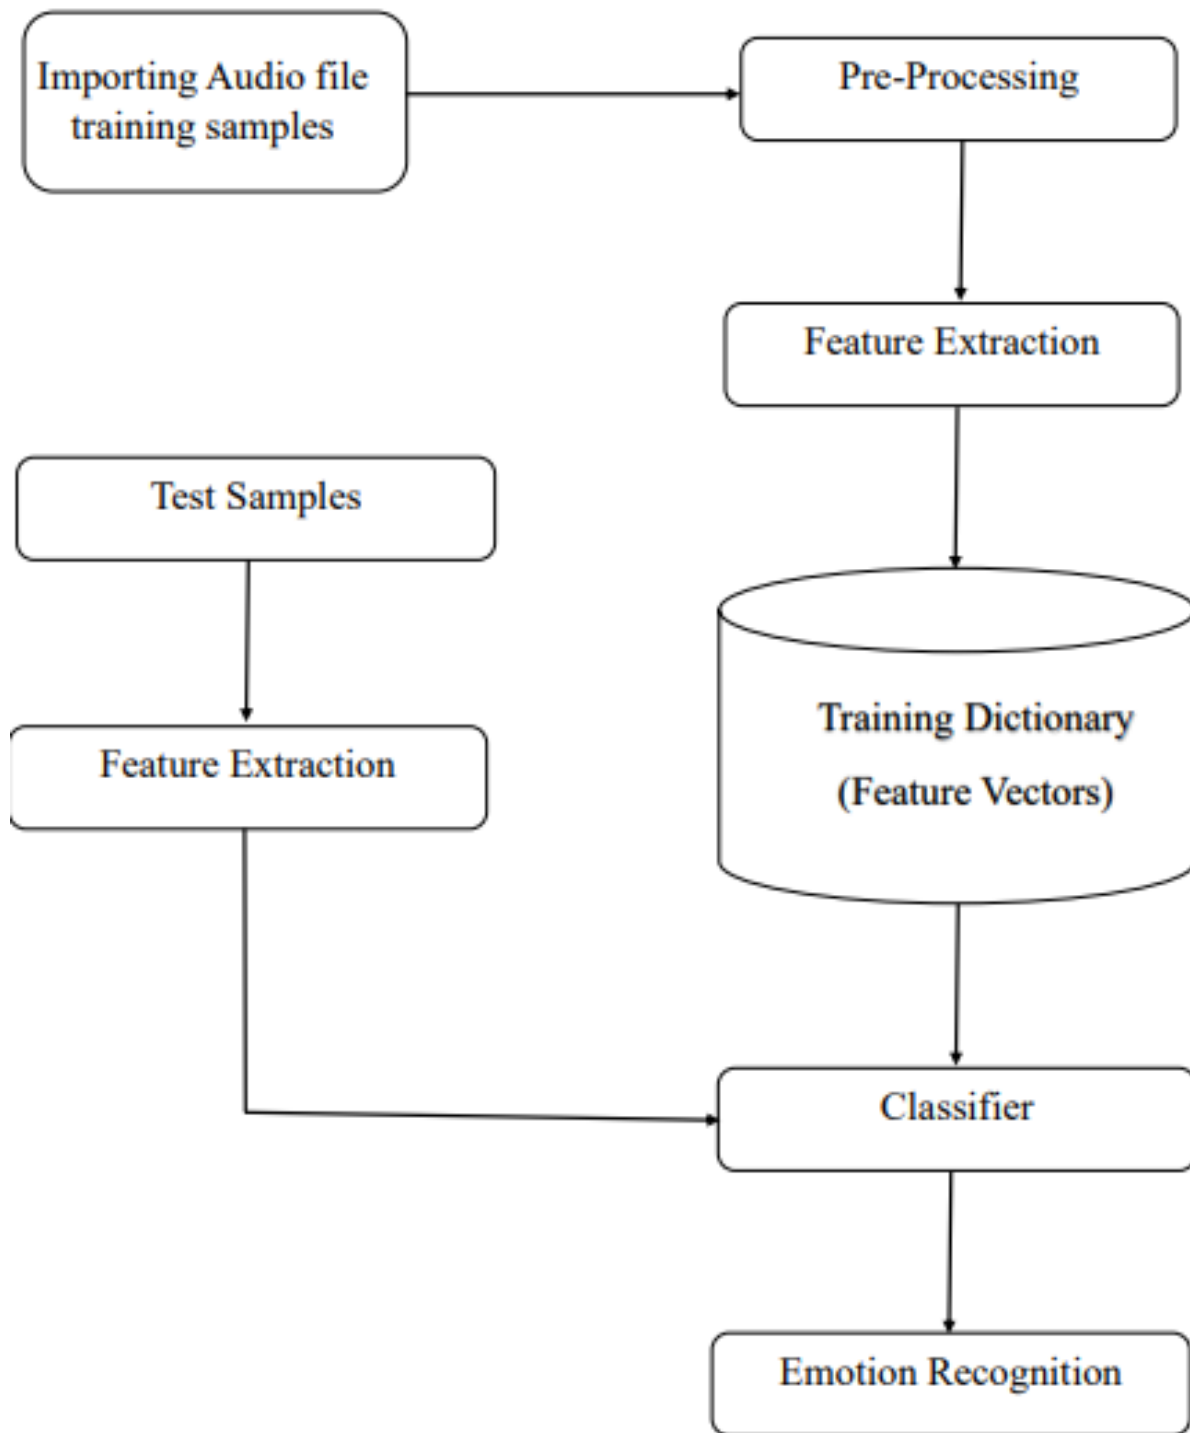 Importing Audio file
training samples
Pre-Processing
Feature Extraction
Test Samples
Feature Extraction
Training Dictionary
(Feature Vectors)
Classifier
Emotion Recognition